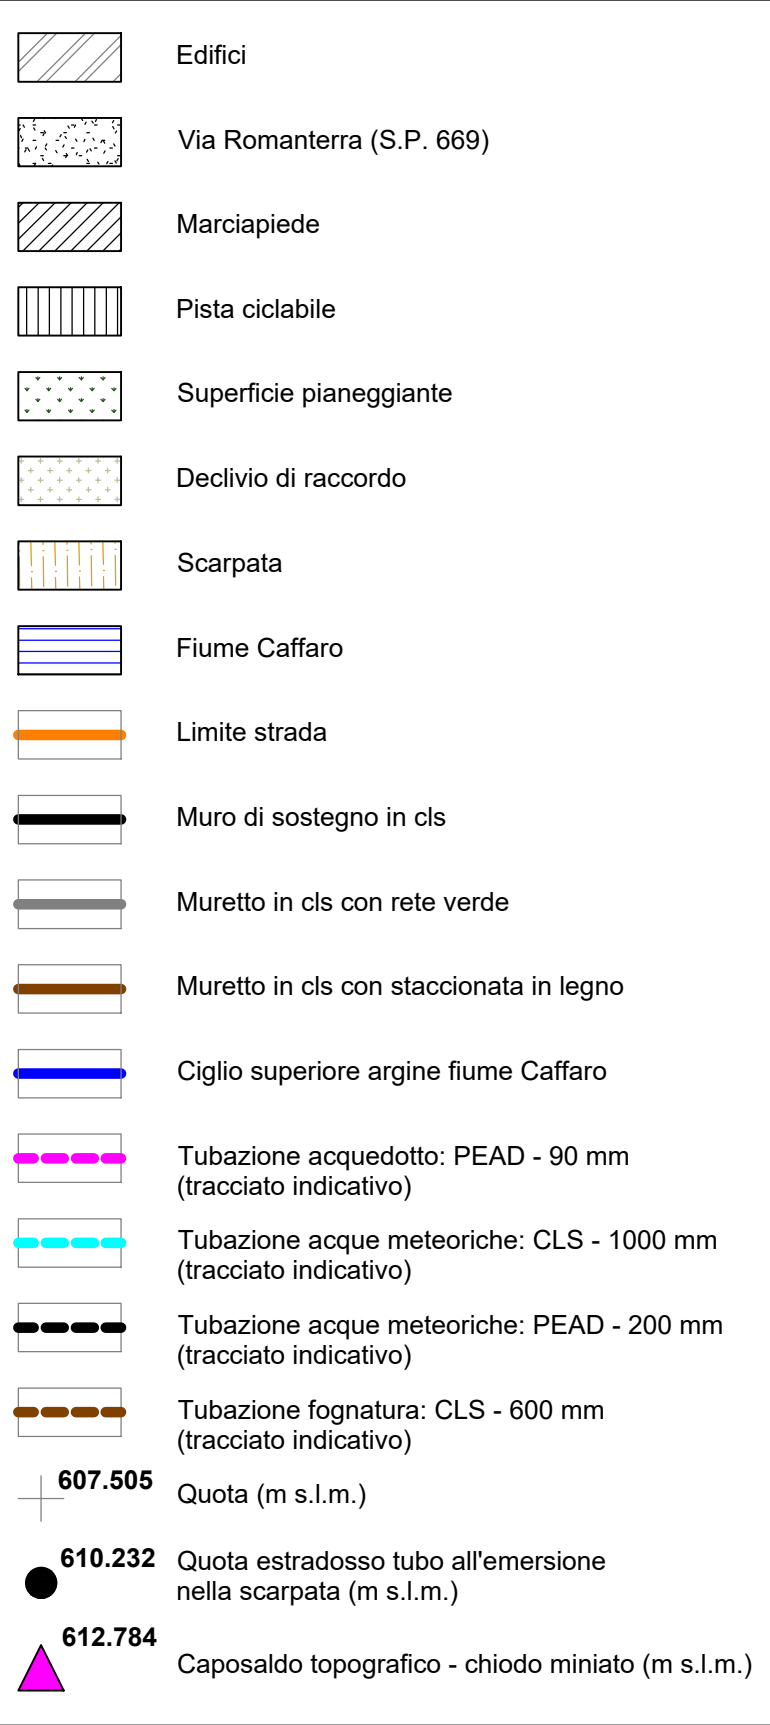 Edifici
Via Romanterra (S.P. 669)
Marciapiede
Pista ciclabile
Superficie pianeggiante
Declivio di raccordo
Scarpata
Fiume Caffaro
Limite strada
Muro di sostegno in cls
Muretto in cls con rete verde
Muretto in cls con staccionata in legno
Ciglio superiore argine fiume Caffaro
Tubazione acquedotto: PEAD - 90 mm
(tracciato indicativo)
Tubazione acque meteoriche: CLS - 1000 mm
(tracciato indicativo)
Tubazione acque meteoriche: PEAD - 200 mm
(tracciato indicativo)
Tubazione fognatura: CLS - 600 mm
(tracciato indicativo)
607.505
Quota (m s.l.m.)
610.232
Quota estradosso tubo all'emersione
nella scarpata (m s.l.m.)
612.784
Caposaldo topografico - chiodo miniato (m s.l.m.)